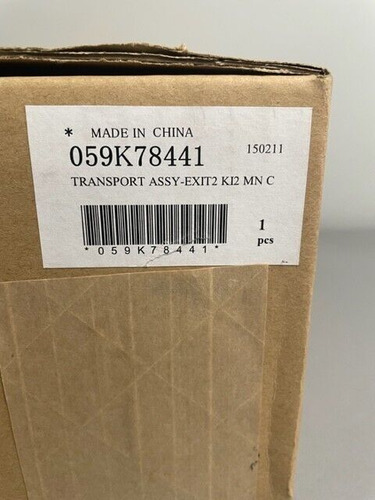 * MADE IN CHINA
059K78441 150211
TRANSPORT ASSY-EXIT2 KI2 MN C
1
pcs
*059K78441*